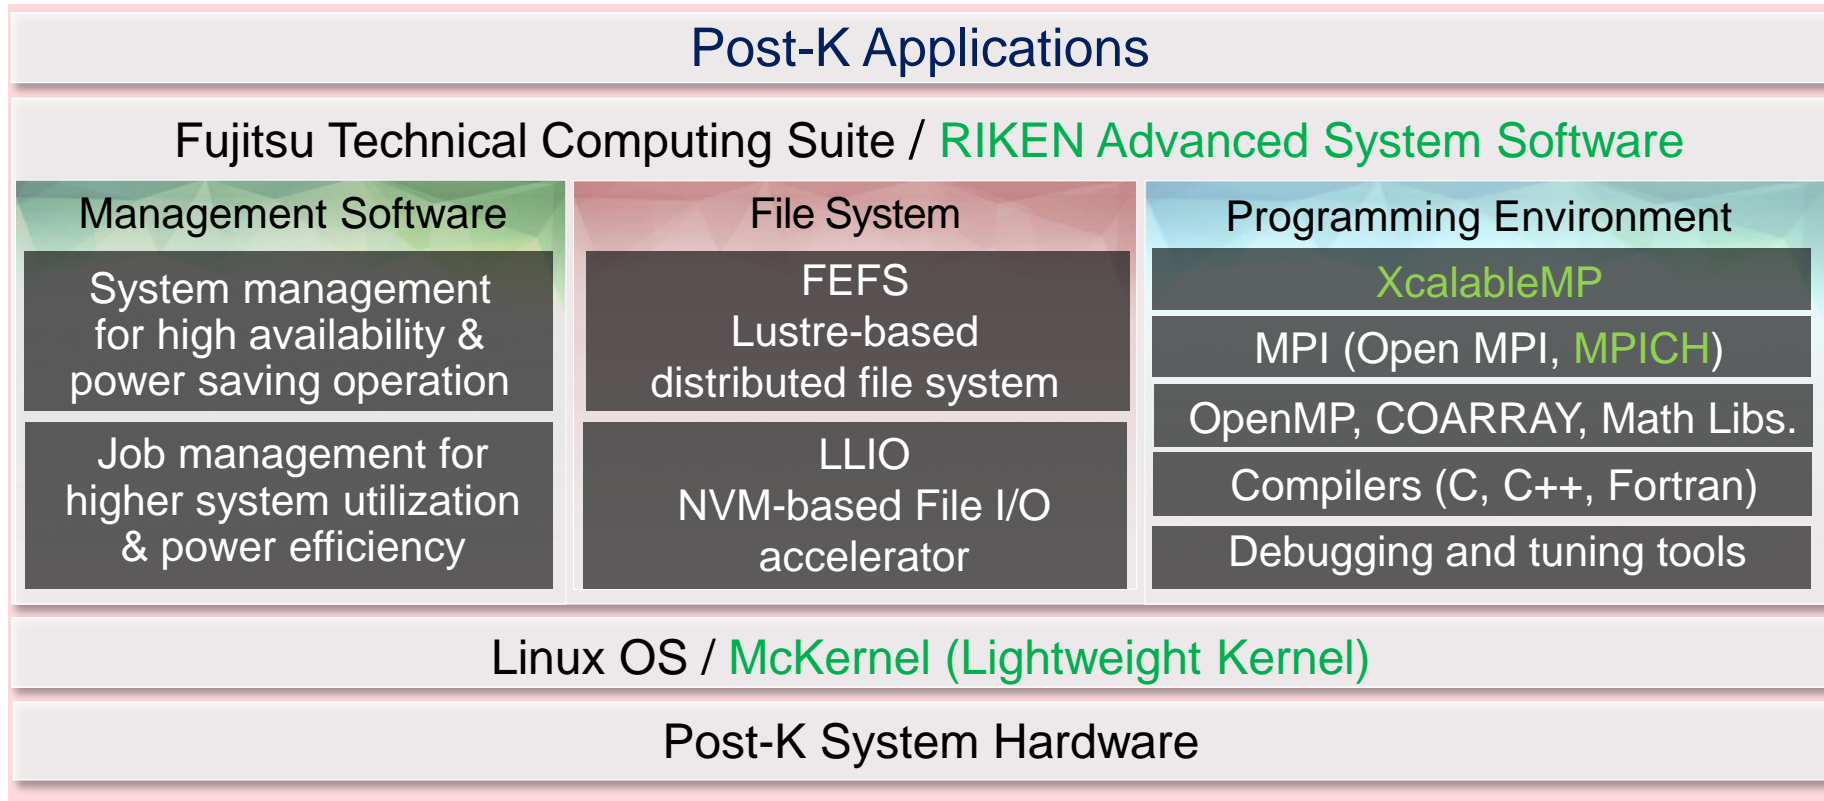 Post-K Applications
Fujitsu Technical Computing Suite / RIKEN Advanced System Software
Management Software
System management
for high availability &
power saving operation
Job management for
higher system utilization
& power efficiency
File System
FEFS
Lustre-based
distributed file system
LLIO
NVM-based File I/O
accelerator
Programming Environment
XcalableMP
MPI (Open MPI, MPICH)
OpenMP, COARRAY, Math Libs.
Compilers (C, C++, Fortran)
Debugging and tuning tools
Linux OS / McKernel (Lightweight Kernel)
Post-K System Hardware